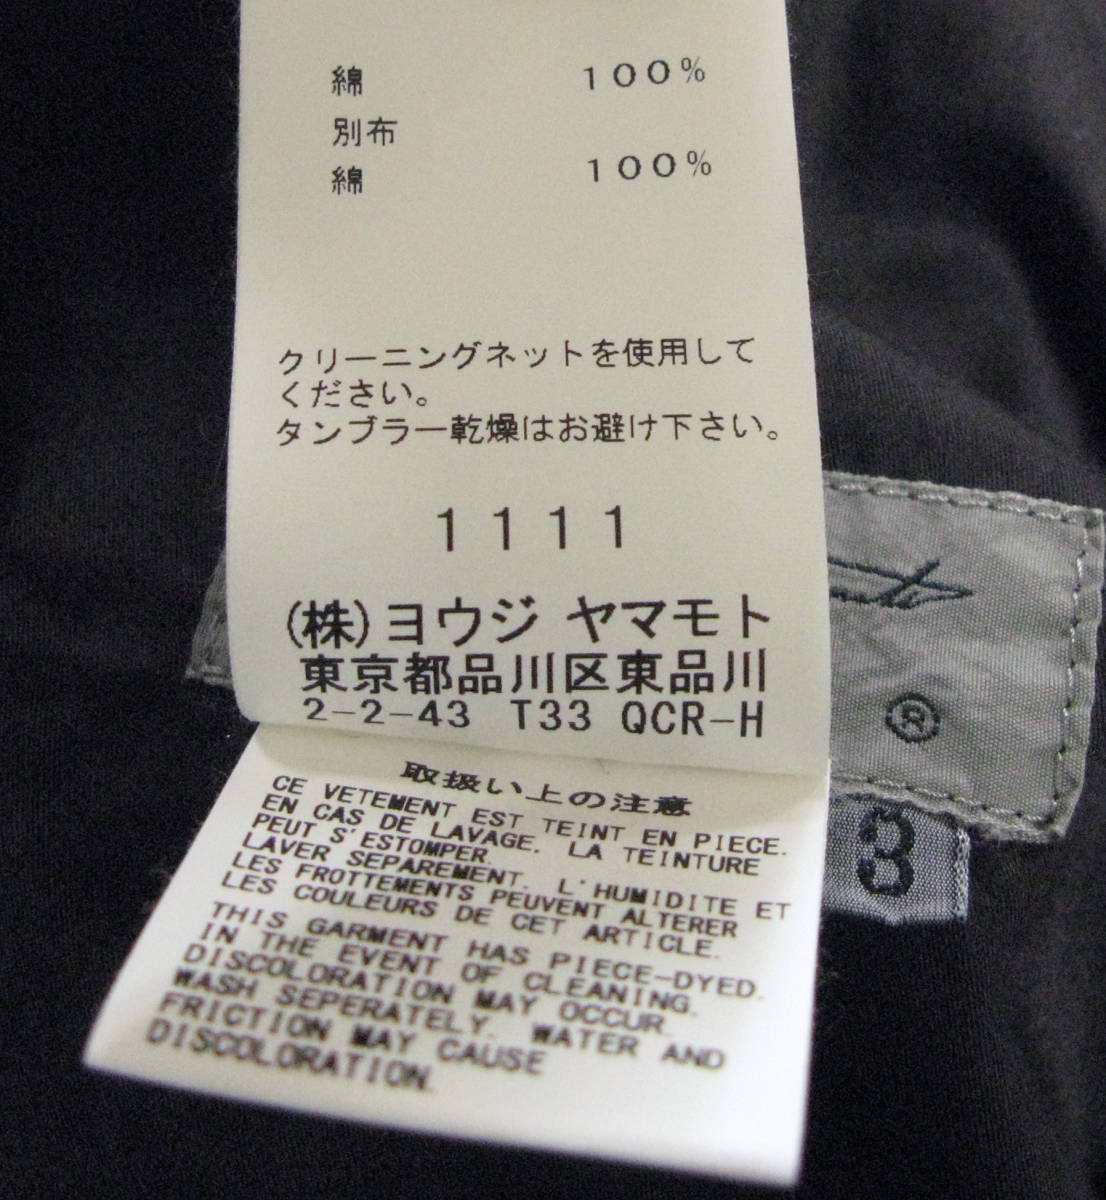 綿 100%
別布
綿 100%
クリーニングネットを使用して
ください。
タンブラー乾燥はお避け下さい。
1111
(株)ヨウジ ヤマモト
東京都品川区東品川
2-2-43 T33 QCR-H
取扱い上の注意
CE VETEMENT EST TEINT EN PIECE.
EN CAS DE LAVAGE. LA TEINTURE
PEUT S'ESTOMPER.
LAVER SEPAREMENT. L'HUMIDITE ET
LES FROTTEMENTS PEUVENT ALTERER
LES COULEURS DE CET ARTICLE.
THIS GARMENT HAS PIECE-DYED.
IN THE EVENT OF CLEANING.
DISCOLORATION MAY OCCUR.
WASH SEPERATELY. WATER AND
FRICTION MAY CAUSE
DISCOLORATION.
®
3